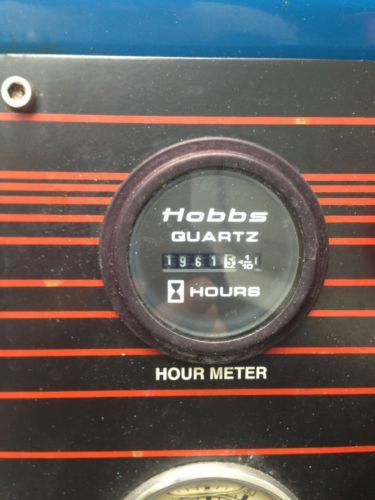 Hobbs
QUARTZ
19615 1/10
HOURS
HOUR METER